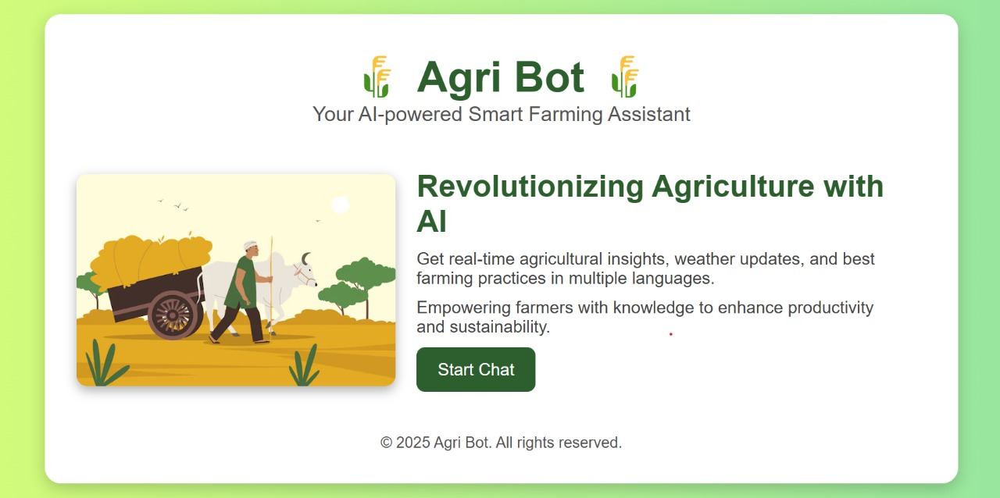 Agri Bot
Your AI-powered Smart Farming Assistant
Revolutionizing Agriculture with
AI
Get real-time agricultural insights, weather updates, and best
farming practices in multiple languages.
Empowering farmers with knowledge to enhance productivity
and sustainability.
Start Chat
© 2025 Agri Bot. All rights reserved.